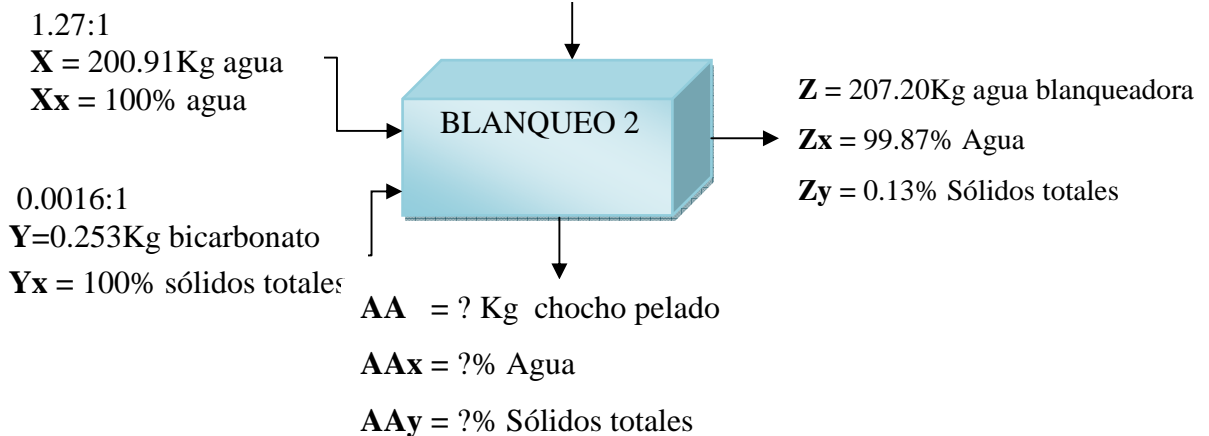 1.27:1
X = 200.91Kg agua
Xx = 100% agua
BLANQUEO 2
Z = 207.20Kg agua blanqueadora
Zx = 99.87% Agua
Zy = 0.13% Sólidos totales
0.0016:1
Y=0.253Kg bicarbonato
Yx = 100% sólidos totales
AA = ? Kg chocho pelado
AAx = ?% Agua
AAy = ?% Sólidos totales